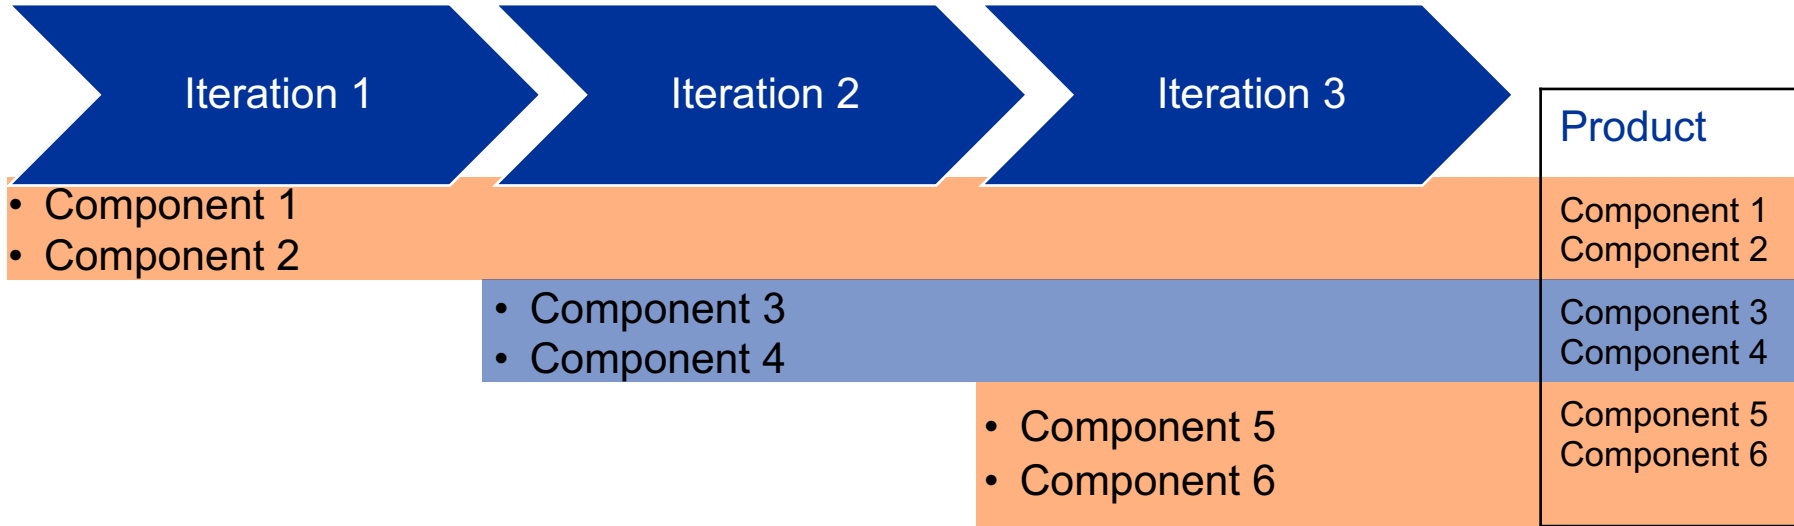 Iteration 1
Iteration 2
Iteration 3
Product
• Component 1
• Component 2
Component 1
Component 2
• Component 3
• Component 4
Component 3
Component 4
• Component 5
• Component 6
Component 5
Component 6